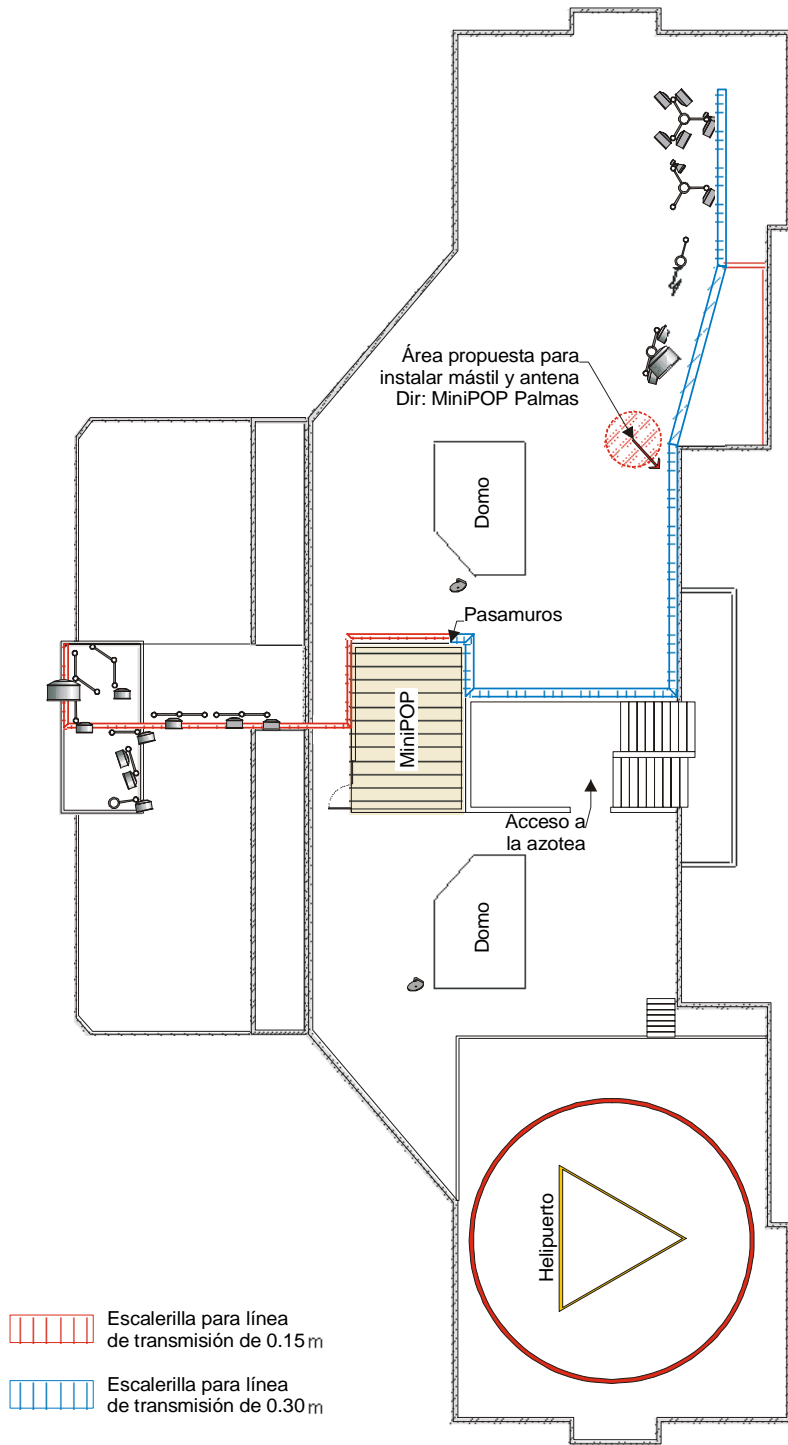 Área propuesta para
instalar mástil y antena
Dir: MiniPOP Palmas
Domo
Pasamuros
MiniPOP
Acceso a
la azotea
Domo
Helipuerto
Escalerilla para línea
de transmisión de 0.15 m
Escalerilla para línea
de transmisión de 0.30 m